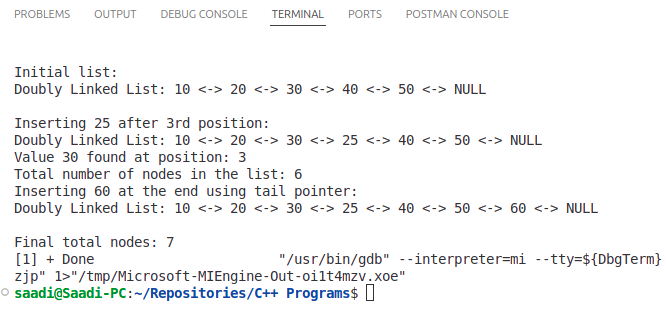 PROBLEMS OUTPUT DEBUG CONSOLE TERMINAL PORTS POSTMAN CONSOLE
Initial list:
Doubly Linked List: 10 <-> 20 <-> 30 <-> 40 <-> 50 <-> NULL
Inserting 25 after 3rd position:
Doubly Linked List: 10 <-> 20 <-> 30 <-> 25 <-> 40 <-> 50 <-> NULL
Value 30 found at position: 3
Total number of nodes in the list: 6
Inserting 60 at the end using tail pointer:
Doubly Linked List: 10 <-> 20 <-> 30 <-> 25 <-> 40 <-> 50 <-> 60 <-> NULL
Final total nodes: 7
[1] + Done "/usr/bin/gdb" --interpreter=mi --tty=${DbgTerm}
zjp" 1>"/tmp/Microsoft-MIEngine-Out-oi1t4mzv.xoe"
saadi@Saadi-PC:~/Repositories/C++ Programs$